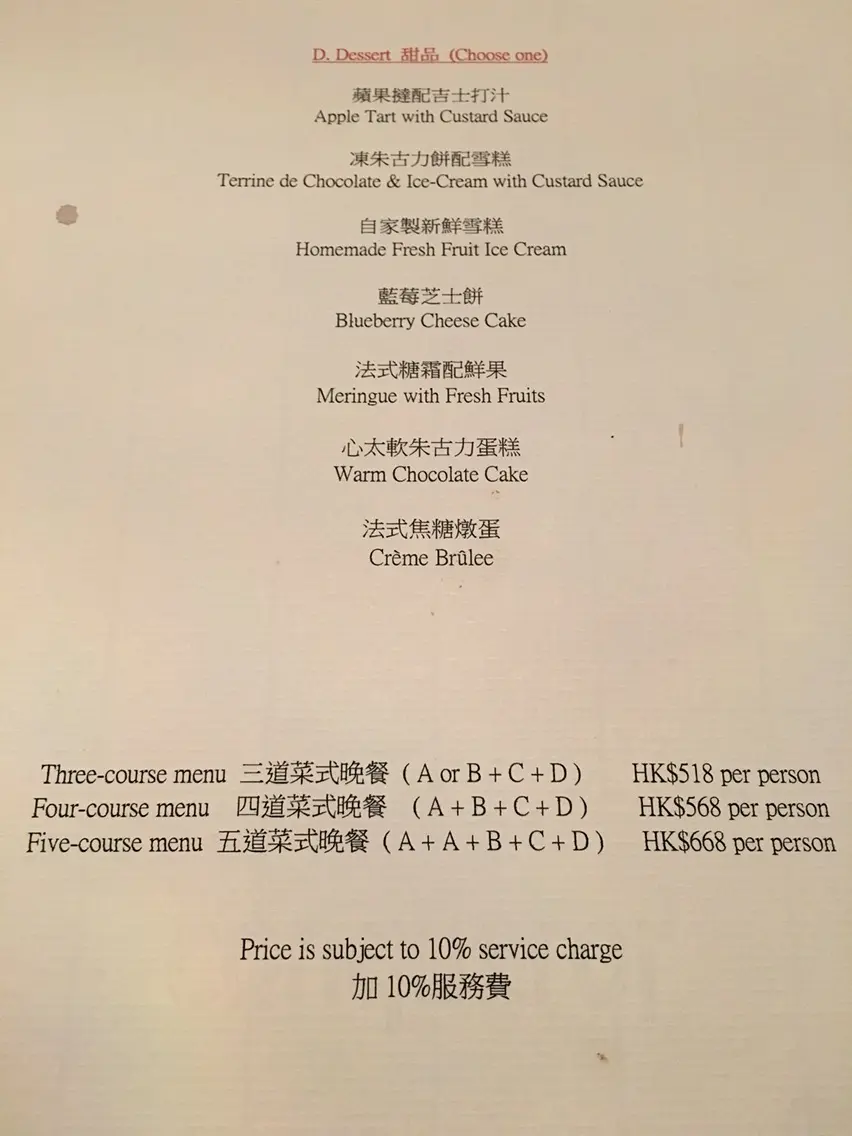 D. Dessert 甜品 (Choose one)
蘋果撻配吉士打汁
Apple Tart with Custard Sauce
凍朱古力餅配雪糕
Terrine de Chocolate & Ice-Cream with Custard Sauce
自家製新鮮雪糕
Homemade Fresh Fruit Ice Cream
藍莓芝士餅
Blueberry Cheese Cake
法式糖霜配鮮果
Meringue with Fresh Fruits
心太軟朱古力蛋糕
Warm Chocolate Cake
法式焦糖燉蛋
Crème Brûlee
Three-course menu 三道菜式晚餐 ( A or B + C + D ) HK$518 per person
Four-course menu 四道菜式晚餐 ( A + B + C + D ) HK$568 per person
Five-course menu 五道菜式晚餐 ( A + A + B + C + D ) HK$668 per person
Price is subject to 10% service charge
加 10%服務費